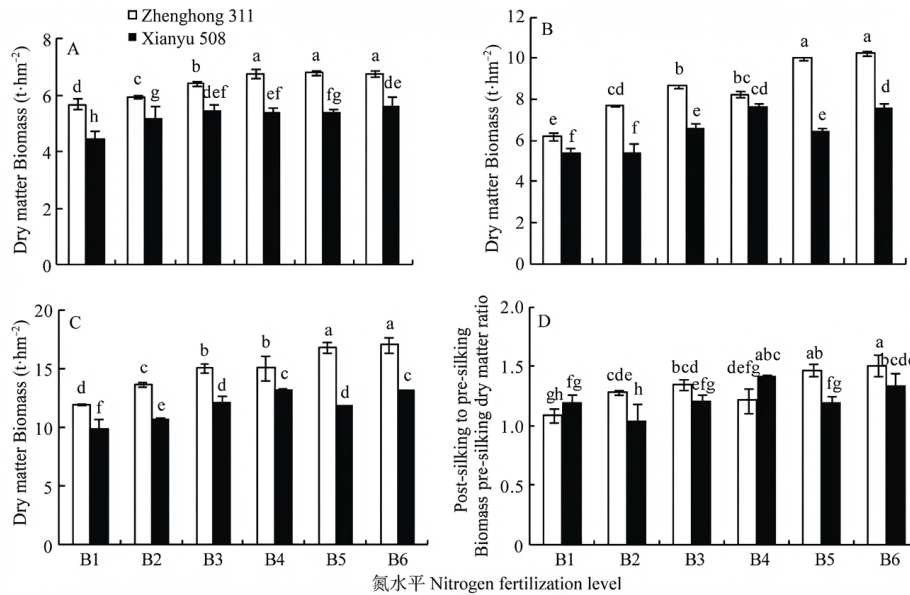 Zhenghong 311
Xianyu 508
A
Dry matter Biomass (t·hm⁻²)
8
6
4
2
0
d h c g b def a ef a fg a de
B
Dry matter Biomass (t·hm⁻²)
12
10
8
6
4
2
0
e f cd f b e bc cd a e a d
C
Dry matter Biomass (t·hm⁻²)
20
15
10
5
0
d f c e b d b c a d a c
B1 B2 B3 B4 B5 B6
D
Post-silking to pre-silking
Biomass pre-silking dry matter ratio
2.0
1.5
1.0
0.5
0.0
gh fg cde h bcd efg defg abc ab fg a bcde
B1 B2 B3 B4 B5 B6
氮水平 Nitrogen fertilization level